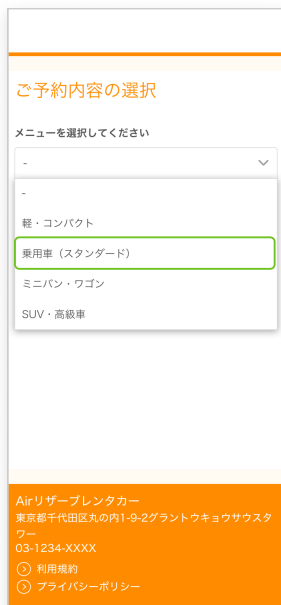 ご予約内容の選択
メニューを選択してください
-
-
軽・コンパクト
乗用車（スタンダード）
ミニバン・ワゴン
SUV・高級車
Airリザーブレンタカー
東京都千代田区丸の内1-9-2グラントウキョウサウスタ
ワー
03-1234-XXXX
利用規約
プライバシーポリシー